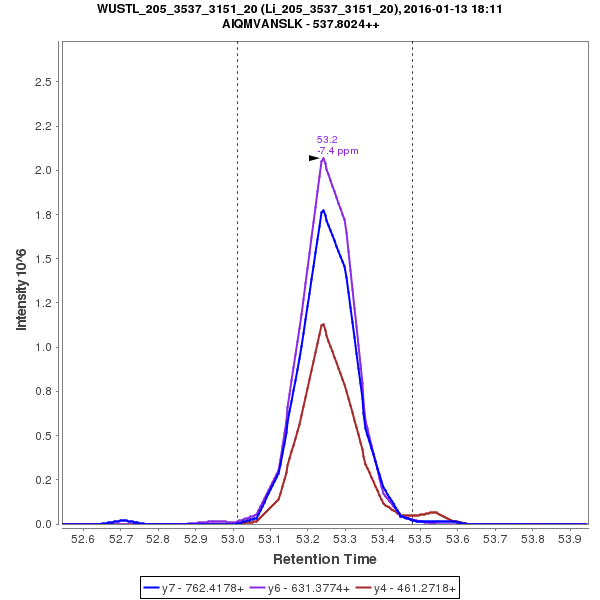 WUSTL_205_3537_3151_20 (Li_205_3537_3151_20), 2016-01-13 18:11
AIQMVANSLK - 537.8024++
53.2
-7.4 ppm
Intensity 10^6
2.5
2.2
2.0
1.8
1.5
1.2
1.0
0.8
0.5
0.2
0.0
52.6 52.7 52.8 52.9 53.0 53.1 53.2 53.3 53.4 53.5 53.6 53.7 53.8 53.9
Retention Time
y7 - 762.4178+ y6 - 631.3774+ y4 - 461.2718+